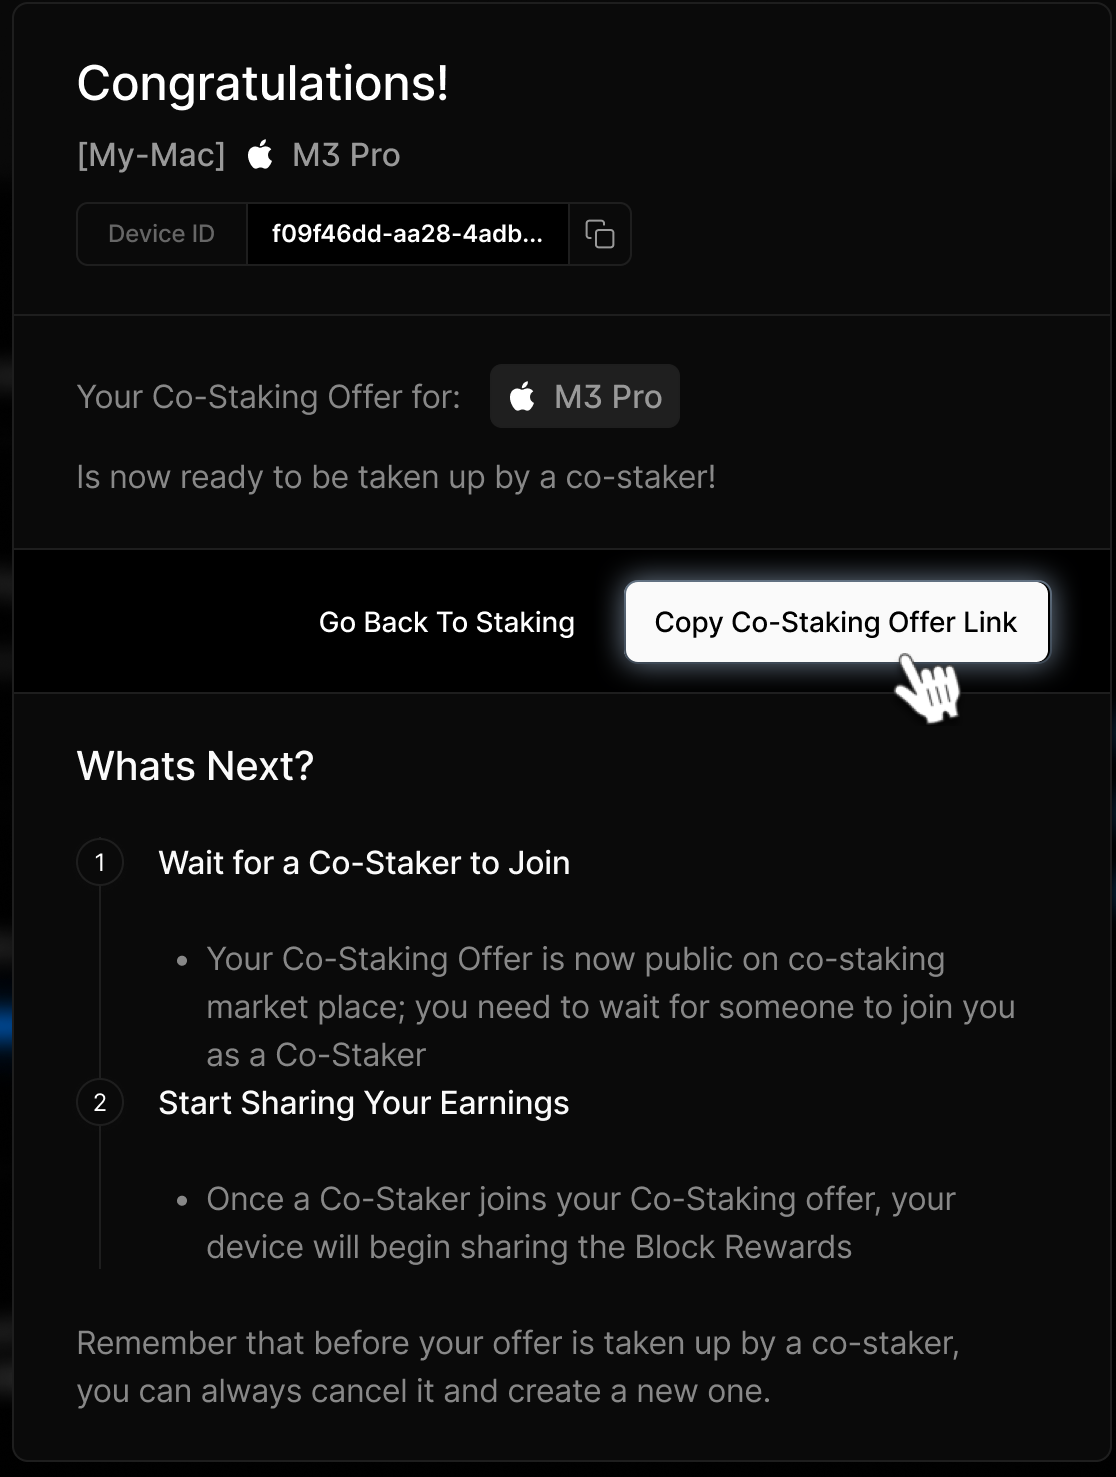 Congratulations!
[My-Mac] M3 Pro
Device ID f09f46dd-aa28-4adb...
Your Co-Staking Offer for: M3 Pro
Is now ready to be taken up by a co-staker!
Go Back To Staking Copy Co-Staking Offer Link
Whats Next?
1 Wait for a Co-Staker to Join
• Your Co-Staking Offer is now public on co-staking
market place; you need to wait for someone to join you
as a Co-Staker
2 Start Sharing Your Earnings
• Once a Co-Staker joins your Co-Staking offer, your
device will begin sharing the Block Rewards
Remember that before your offer is taken up by a co-staker,
you can always cancel it and create a new one.